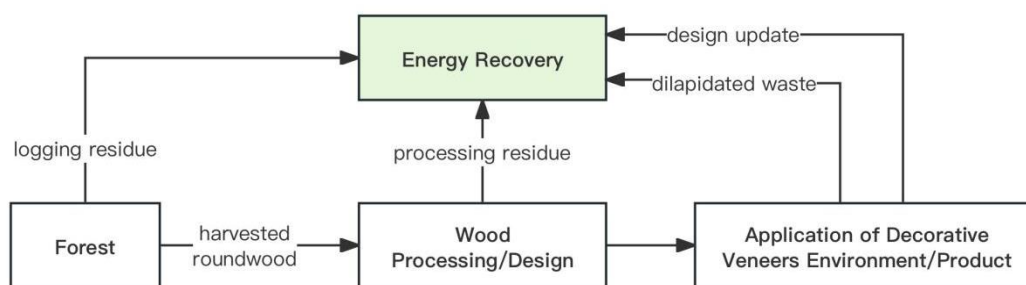 Energy Recovery
design update
dilapidated waste
logging residue
processing residue
Forest
harvested
roundwood
Wood
Processing/Design
Application of Decorative
Veneers Environment/Product